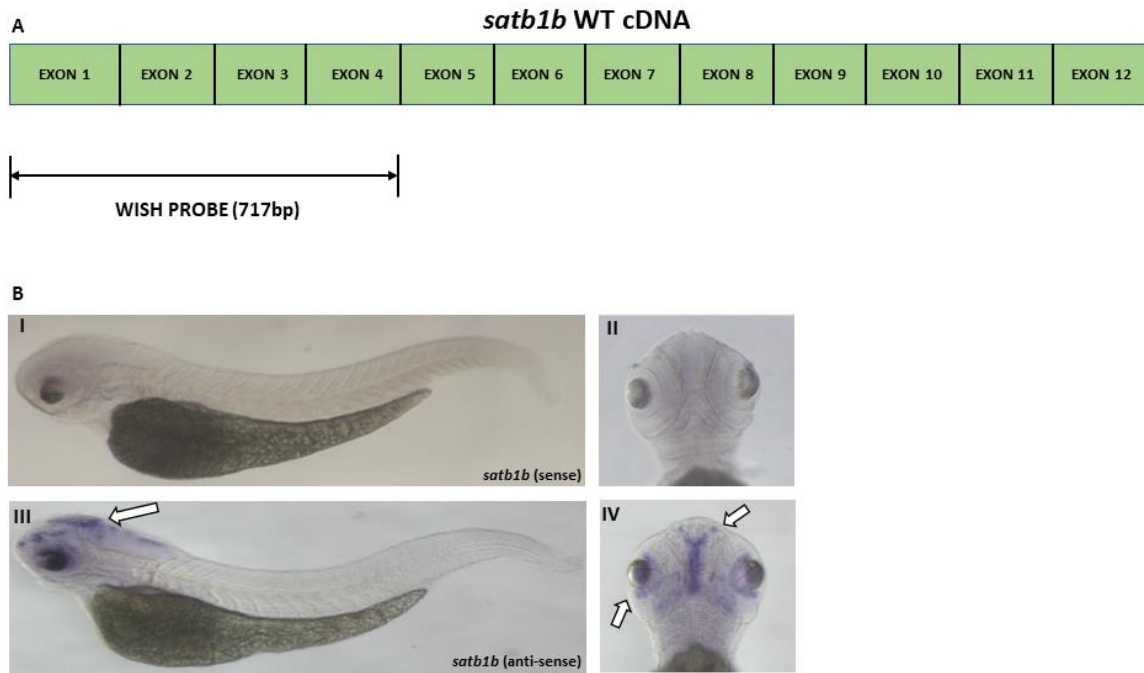 A
satb1b WT cDNA
EXON 1 EXON 2 EXON 3 EXON 4 EXON 5 EXON 6 EXON 7 EXON 8 EXON 9 EXON 10 EXON 11 EXON 12
WISH PROBE (717bp)
B
I
satb1b (sense)
II
III
satb1b (anti-sense)
IV